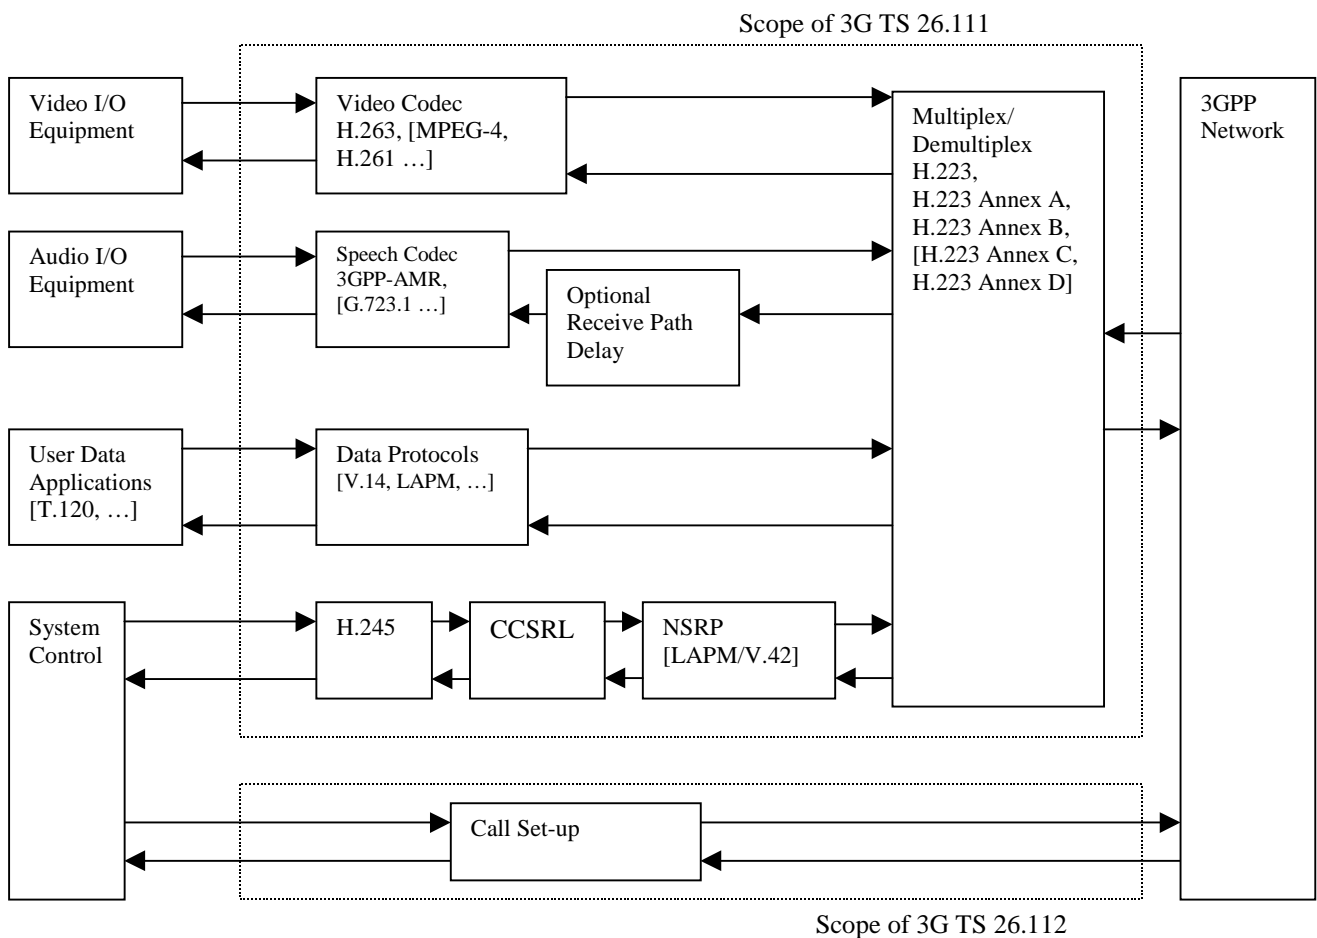 Scope of 3G TS 26.111
Video I/O
Equipment
Video Codec
H.263, [MPEG-4,
H.261 …]
Multiplex/
Demultiplex
H.223,
H.223 Annex A,
H.223 Annex B,
[H.223 Annex C,
H.223 Annex D]
3GPP
Network
Audio I/O
Equipment
Speech Codec
3GPP-AMR,
[G.723.1 …]
Optional
Receive Path
Delay
User Data
Applications
[T.120, …]
Data Protocols
[V.14, LAPM, …]
System
Control
H.245
CCSRL
NSRP
[LAPM/V.42]
Call Set-up
Scope of 3G TS 26.112